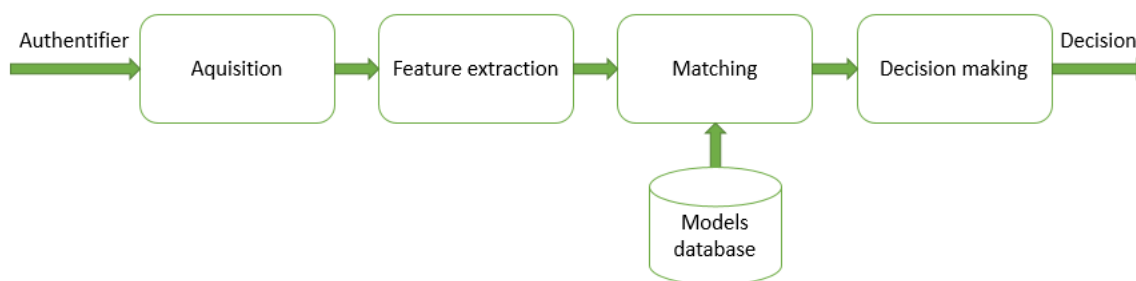 Authentifier
Aquisition
Feature extraction
Matching
Decision making
Decision
Models
database